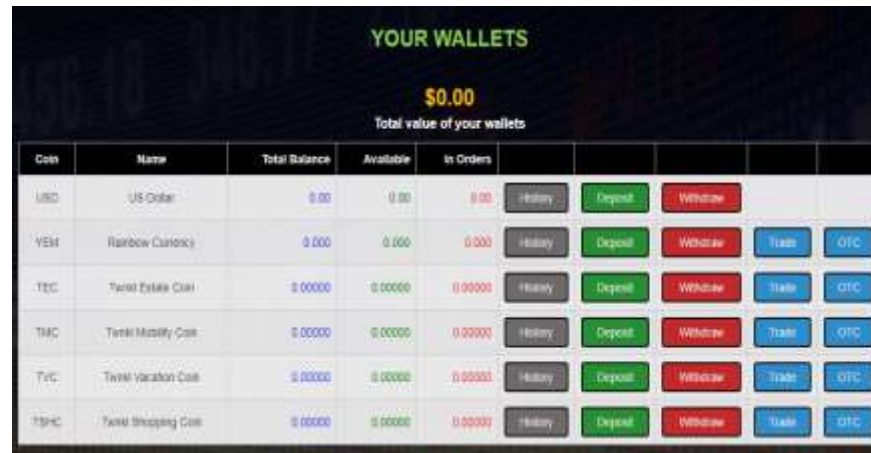 YOUR WALLETS
$0.00
Total value of your wallets
Coin Name Total Balance Available In Orders
USD US Dollar 0.00 0.00 0.00 History Deposit Withdraw
YEM Rainbow Currency 0.000 0.000 0.000 History Deposit Withdraw Trade OTC
TEC Twinkl Estate Coin 0.00000 0.00000 0.00000 History Deposit Withdraw Trade OTC
TMC Twinkl Mobility Coin 0.00000 0.00000 0.00000 History Deposit Withdraw Trade OTC
TVC Twinkl Vacation Coin 0.00000 0.00000 0.00000 History Deposit Withdraw Trade OTC
TSHC Twinkl Shopping Coin 0.00000 0.00000 0.00000 History Deposit Withdraw Trade OTC